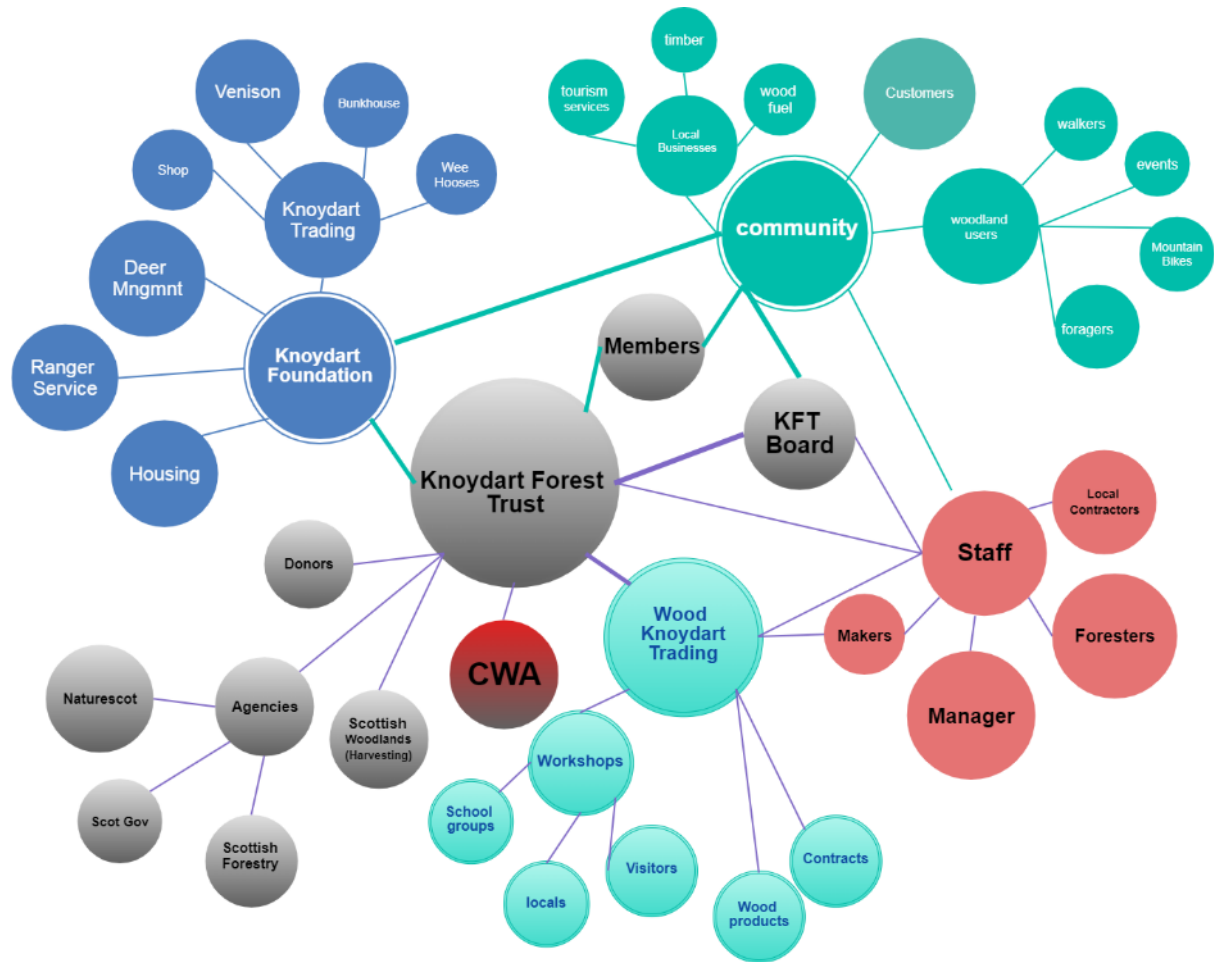 timber
Venison
tourism
services
wood
fuel
Customers
Bunkhouse
walkers
Local
Businesses
Shop
Wee
Hooses
events
Knoydart
Trading
community
woodland
users
Mountain
Bikes
Deer
Mngmnt
foragers
Members
Knoydart
Foundation
Ranger
Service
KFT
Board
Housing
Knoydart Forest
Trust
Local
Contractors
Staff
Donors
Wood
Knoydart
Trading
Makers
Foresters
CWA
Naturescot
Agencies
Scottish
Woodlands
(Harvesting)
Manager
Workshops
School
groups
Scot Gov
Scottish
Forestry
Visitors
Contracts
locals
Wood
products